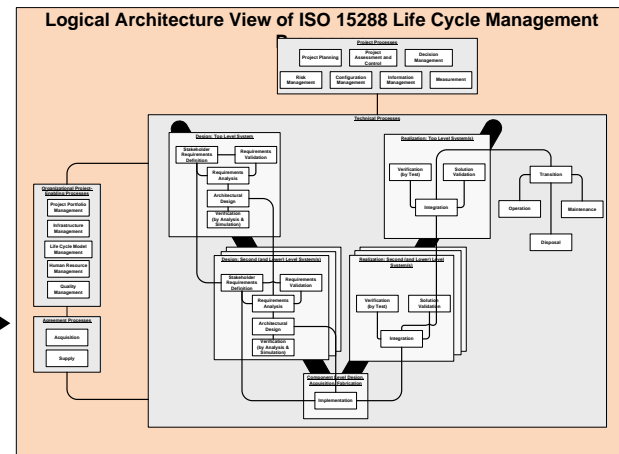 Logical Architecture View of ISO 15288 Life Cycle Management
Project Processes
Project Planning
Project
Assessment and
Control
Decision
Management
Risk
Management
Configuration
Management
Information
Management
Measurement
Technical Processes
Design: Top Level System
Stakeholder
Requirements
Definition
Requirements
Validation
Requirements
Analysis
Architectural
Design
Verification
(by Analysis &
Simulation)
Realization: Top Level System(s)
Verification
(by Test)
Solution
Validation
Integration
Transition
Operation
Maintenance
Disposal
Organizational Project-
Enabling Processes
Project Portfolio
Management
Infrastructure
Management
Life Cycle Model
Management
Human Resource
Management
Quality
Management
Agreement Processes
Acquisition
Supply
Design: Second (and Lower) Level System(s)
Stakeholder
Requirements
Definition
Requirements
Validation
Requirements
Analysis
Architectural
Design
Verification
(by Analysis &
Simulation)
Realization: Second (and Lower) Level
System(s)
Verification
(by Test)
Solution
Validation
Integration
Component Level Design,
Acquisition, Fabrication
Implementation